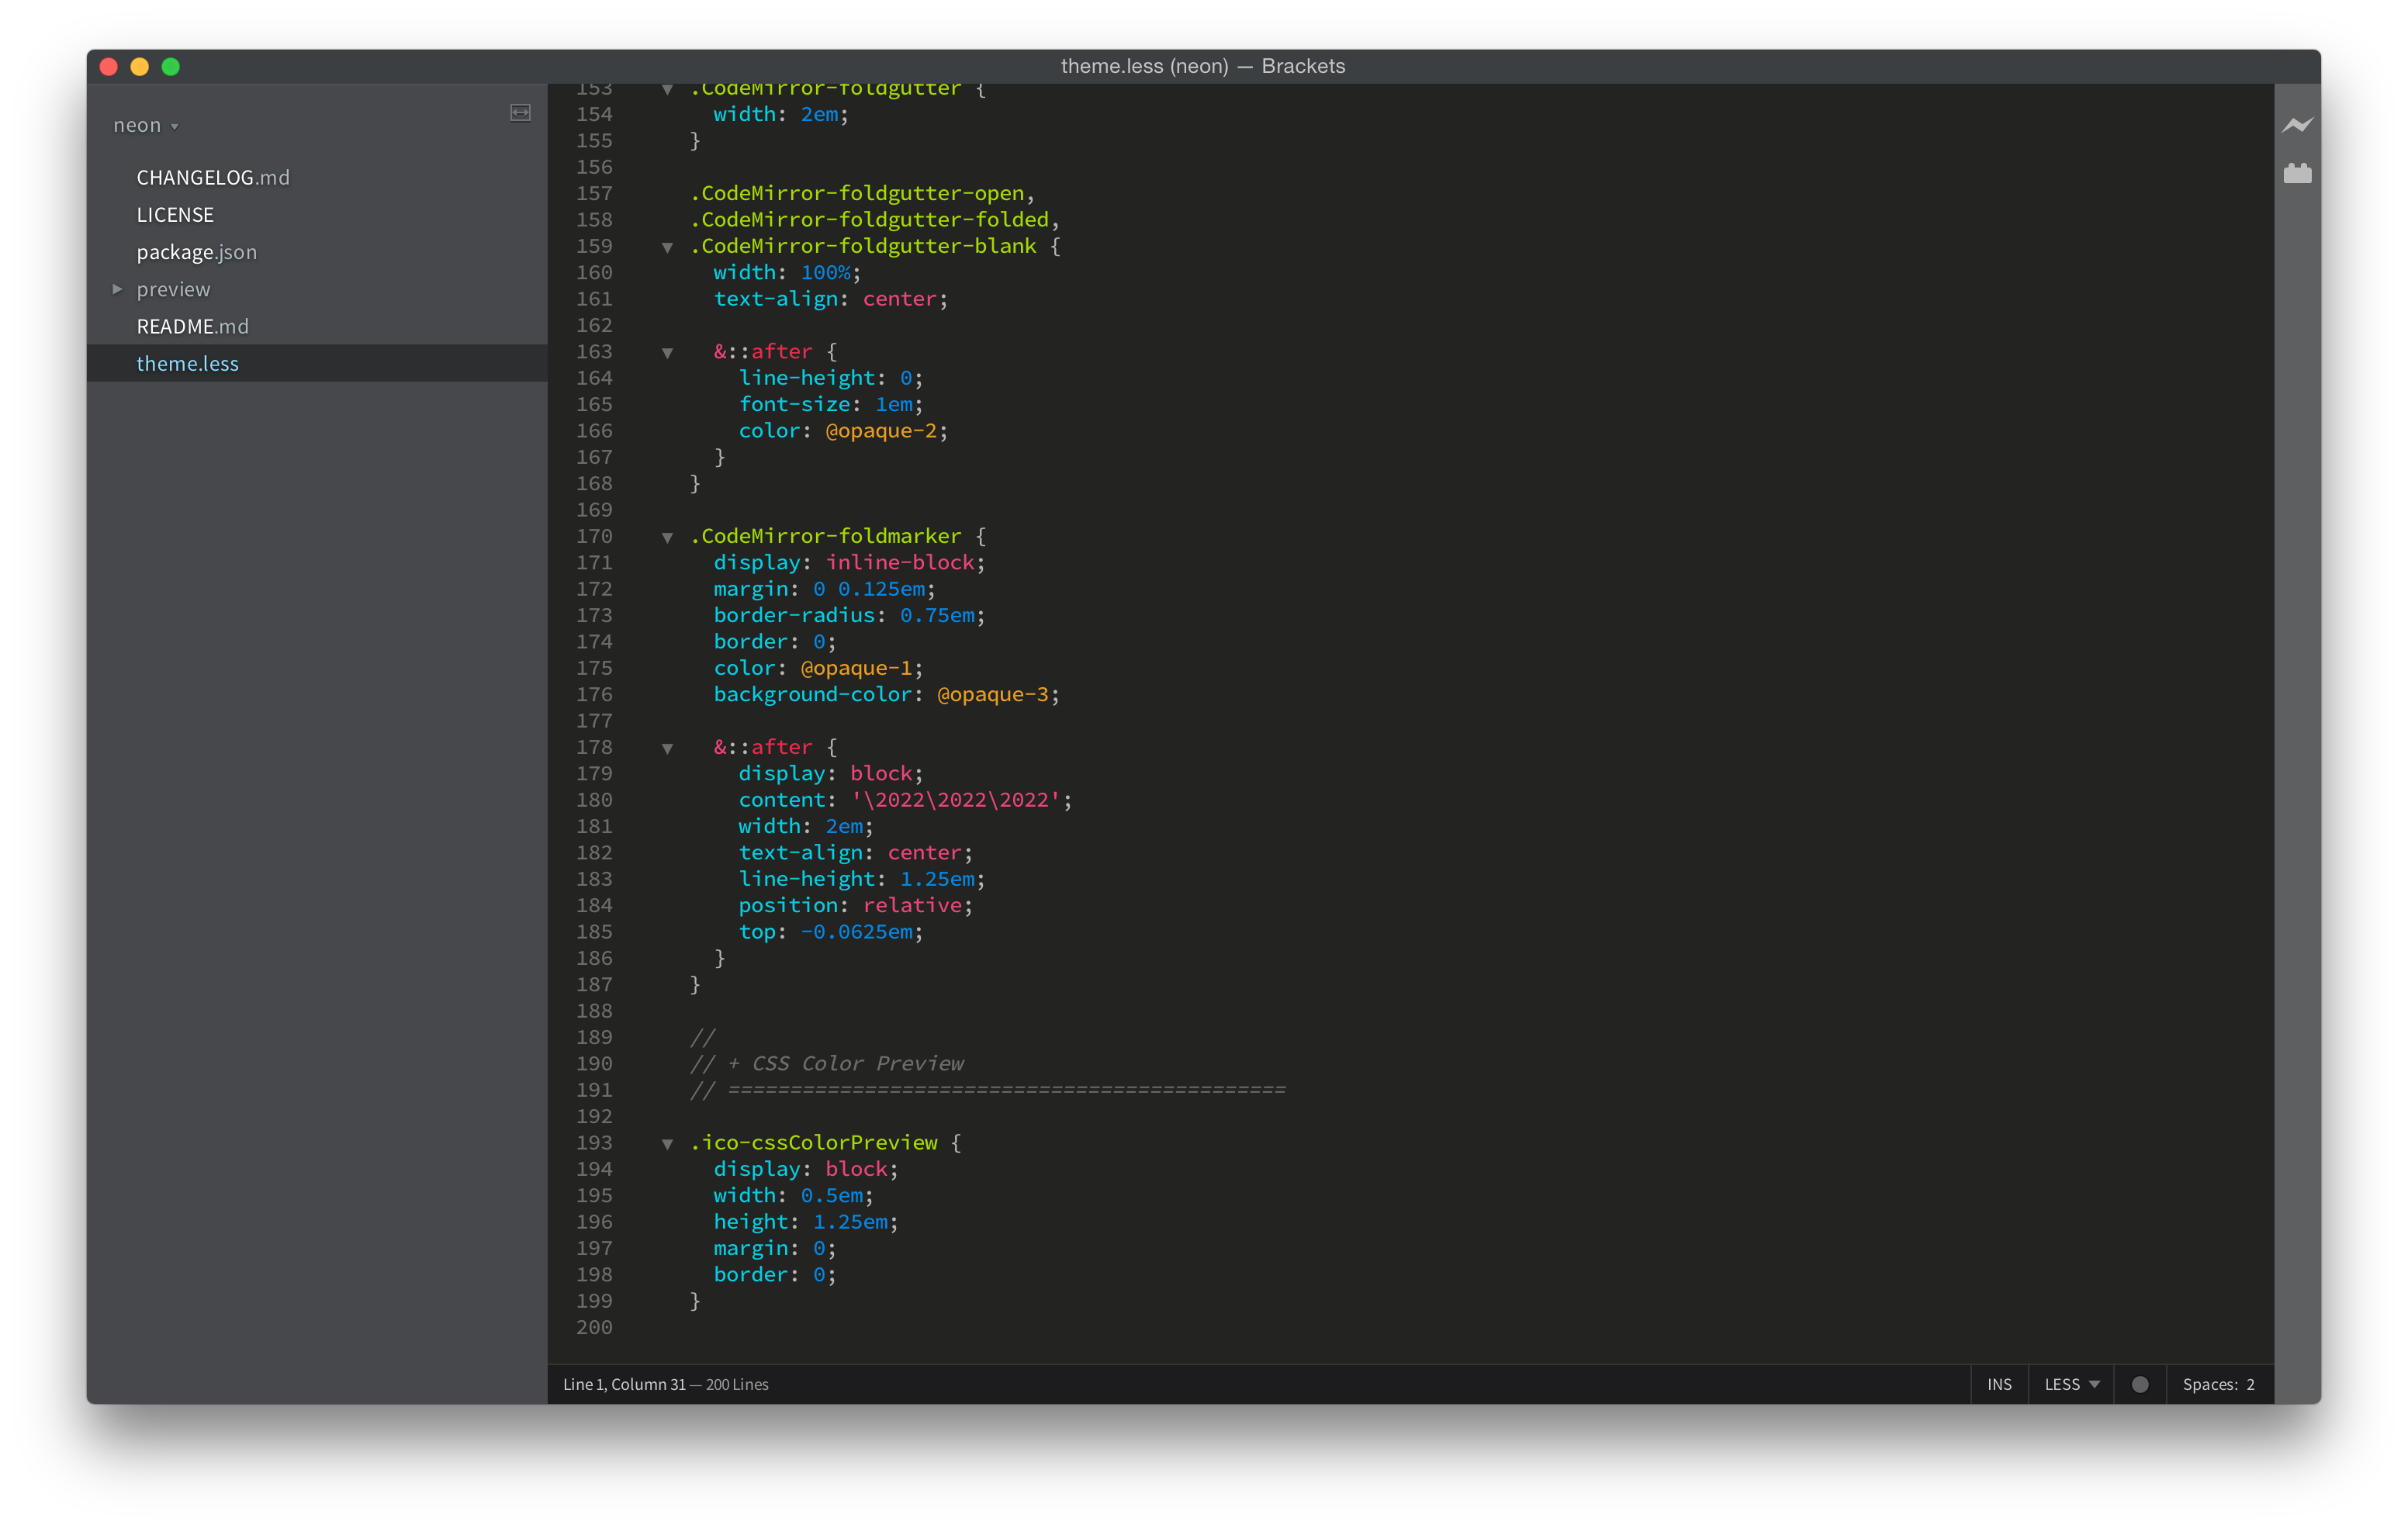 theme.less (neon) — Brackets
neon
CHANGELOG.md
LICENSE
package.json
preview
README.md
theme.less
153 .CodeMirror-foldgutter {
154   width: 2em;
155 }
156
157 .CodeMirror-foldgutter-open,
158 .CodeMirror-foldgutter-folded,
159 .CodeMirror-foldgutter-blank {
160   width: 100%;
161   text-align: center;
162
163   &::after {
164     line-height: 0;
165     font-size: 1em;
166     color: @opaque-2;
167   }
168 }
169
170 .CodeMirror-foldmarker {
171   display: inline-block;
172   margin: 0 0.125em;
173   border-radius: 0.75em;
174   border: 0;
175   color: @opaque-1;
176   background-color: @opaque-3;
177
178   &::after {
179     display: block;
180     content: '\2022\2022\2022';
181     width: 2em;
182     text-align: center;
183     line-height: 1.25em;
184     position: relative;
185     top: -0.0625em;
186   }
187 }
188
189 //
190 // + CSS Color Preview
191 // =============================================
192
193 .ico-cssColorPreview {
194   display: block;
195   width: 0.5em;
196   height: 1.25em;
197   margin: 0;
198   border: 0;
199 }
200
Line 1, Column 31 — 200 Lines
INS
LESS
Spaces: 2